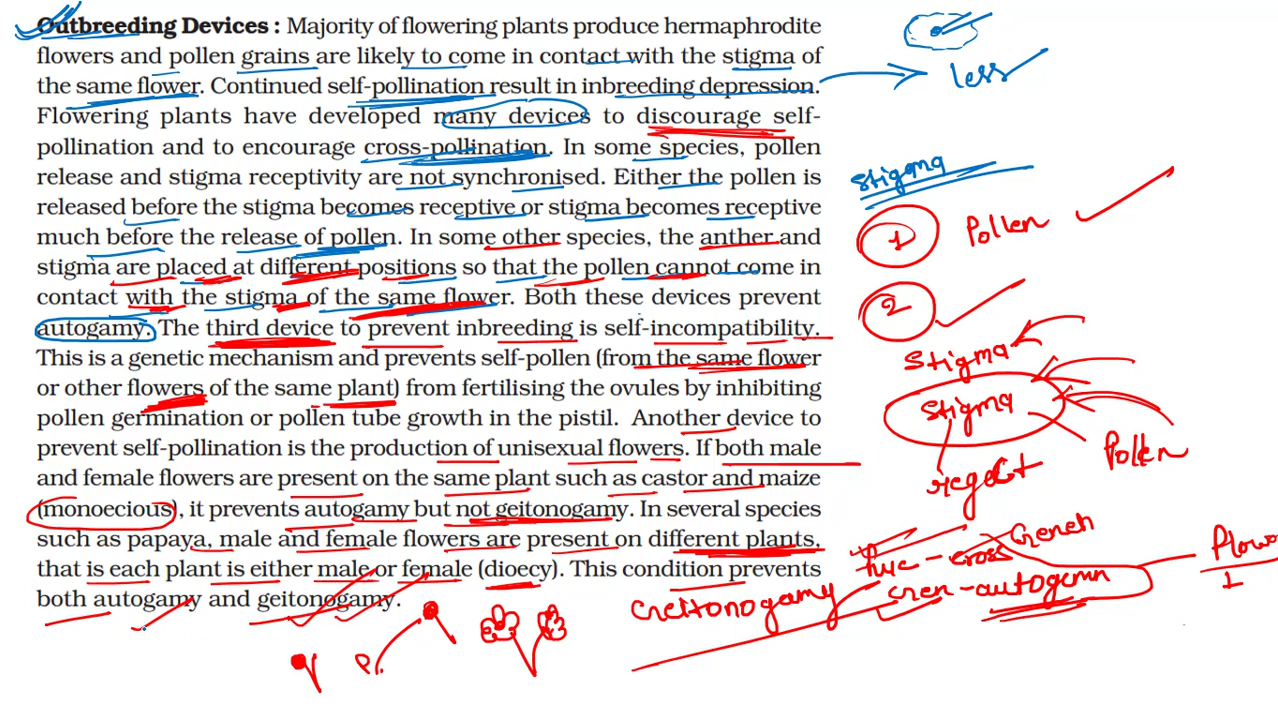 Outbreeding Devices : Majority of flowering plants produce hermaphrodite
flowers and pollen grains are likely to come in contact with the stigma of
the same flower. Continued self-pollination result in inbreeding depression.
Flowering plants have developed many devices to discourage self-
pollination and to encourage cross-pollination. In some species, pollen
release and stigma receptivity are not synchronised. Either the pollen is
released before the stigma becomes receptive or stigma becomes receptive
much before the release of pollen. In some other species, the anther and
stigma are placed at different positions so that the pollen cannot come in
contact with the stigma of the same flower. Both these devices prevent
autogamy. The third device to prevent inbreeding is self-incompatibility.
This is a genetic mechanism and prevents self-pollen (from the same flower
or other flowers of the same plant) from fertilising the ovules by inhibiting
pollen germination or pollen tube growth in the pistil. Another device to
prevent self-pollination is the production of unisexual flowers. If both male
and female flowers are present on the same plant such as castor and maize
(monoecious), it prevents autogamy but not geitonogamy. In several species
such as papaya, male and female flowers are present on different plants,
that is each plant is either male or female (dioecy). This condition prevents
both autogamy and geitonogamy.
less
Stigma
1 Pollen
2
Stigma
Stigma
Pollen
- cross
Geitonogamy
1